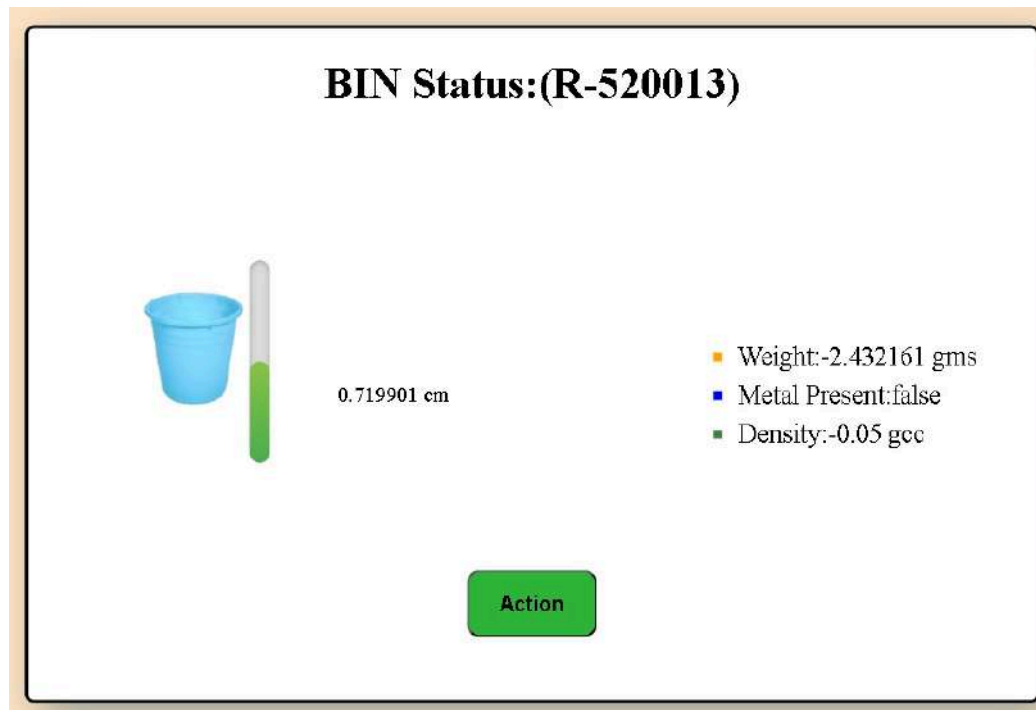 BIN Status:(R-520013)
0.719901 cm
Weight:-2.432161 gms
Metal Present:false
Density:-0.05 gcc
Action